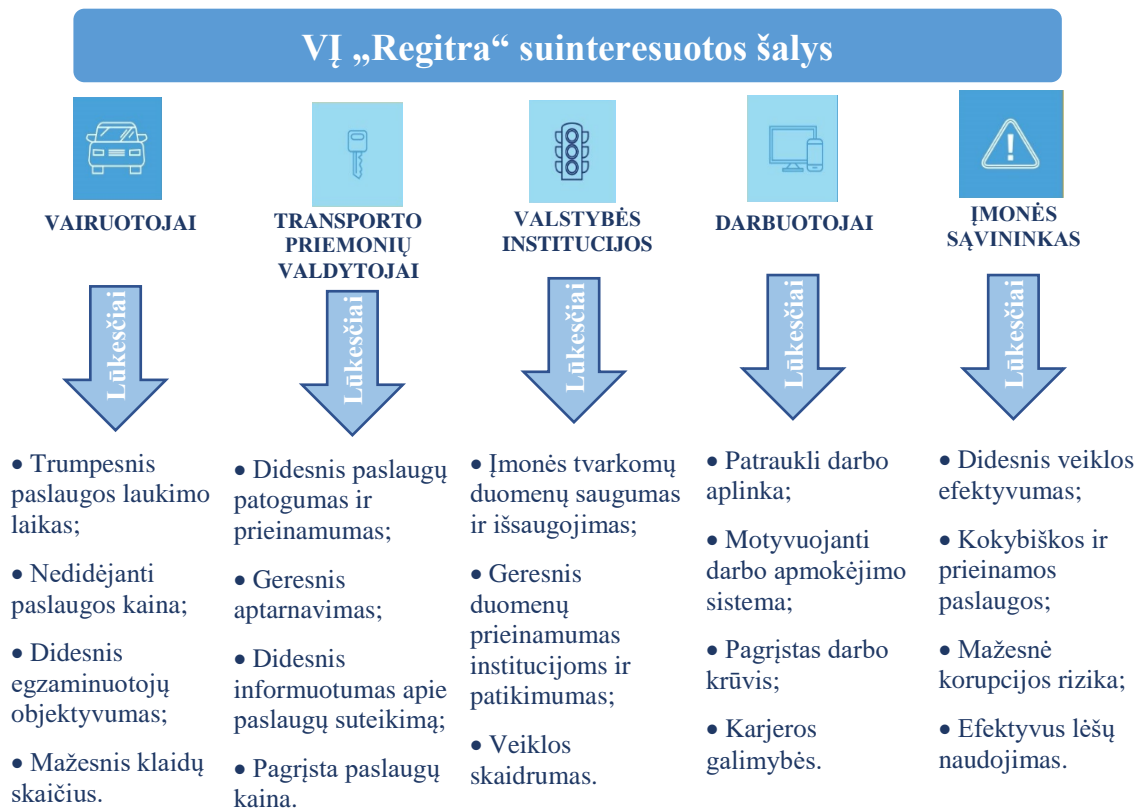 VĮ „Regitra“ suinteresuotos šalys
VAIRUOTOJAI
Lūkesčiai
• Trumpesnis
paslaugos laukimo
laikas;
• Nedidėjanti
paslaugos kaina;
• Didesnis
egzaminuotojų
objektyvumas;
• Mažesnis klaidų
skaičius.
TRANSPORTO
PRIEMONIŲ
VALDYTOJAI
Lūkesčiai
• Didesnis paslaugų
patogumas ir
prieinamumas;
• Geresnis
aptarnavimas;
• Didesnis
informuotumas apie
paslaugų suteikimą;
• Pagrįsta paslaugų
kaina.
VALSTYBĖS
INSTITUCIJOS
Lūkesčiai
• Įmonės tvarkomų
duomenų saugumas
ir išsaugojimas;
• Geresnis
duomenų
prieinamumas
institucijoms ir
patikimumas;
• Veiklos
skaidrumas.
DARBUOTOJAI
Lūkesčiai
• Patraukli darbo
aplinka;
• Motyvuojanti
darbo apmokėjimo
sistema;
• Pagrįstas darbo
krūvis;
• Karjeros
galimybės.
ĮMONĖS
SĄVININKAS
Lūkesčiai
• Didesnis veiklos
efektyvumas;
• Kokybiškos ir
prieinamos
paslaugos;
• Mažesnė
korupcijos rizika;
• Efektyvus lėšų
naudojimas.